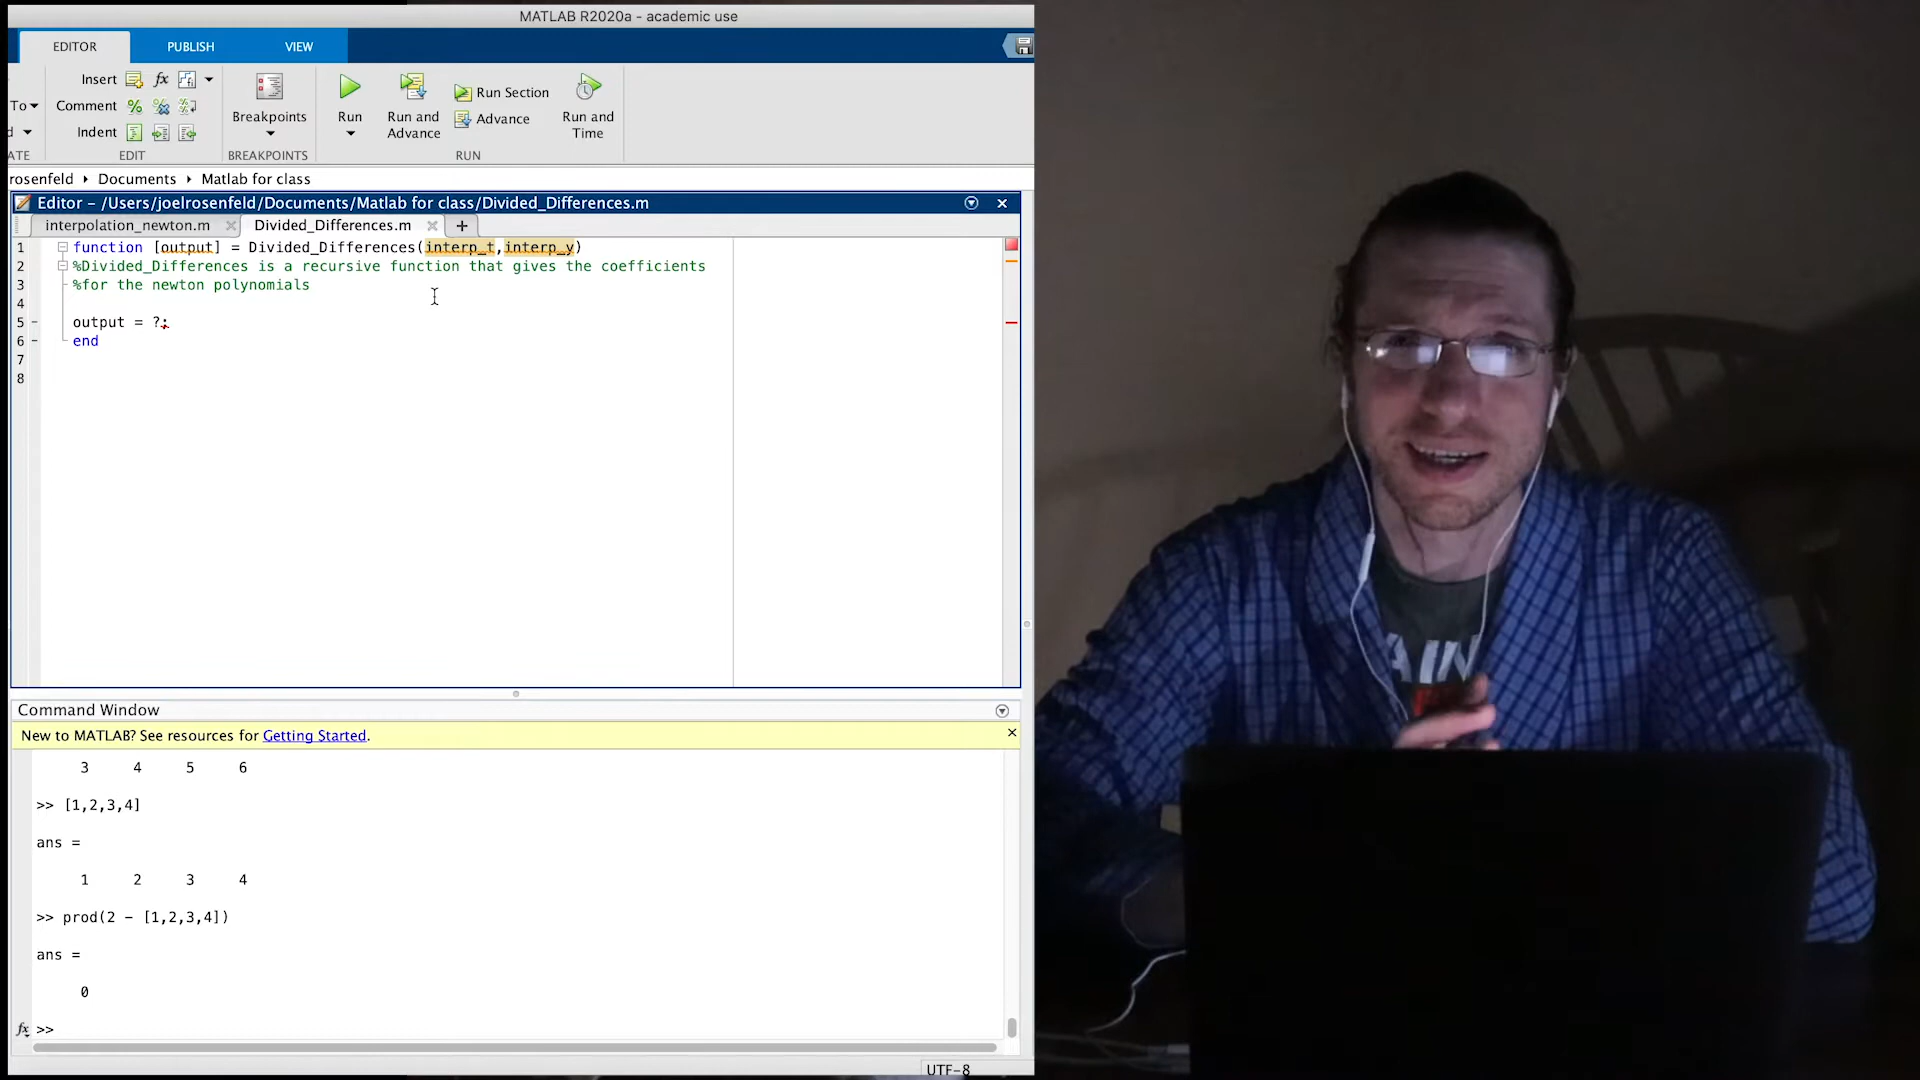 MATLAB R2020a - academic use
EDITOR PUBLISH VIEW
Insert fx
To Comment
Indent
Breakpoints
Run
Run and Advance
Run Section
Advance
Run and Time
ATE EDIT BREAKPOINTS RUN
rosenfeld Documents Matlab for class
Editor – /Users/joelrosenfeld/Documents/Matlab for class/Divided_Differences.m
interpolation_newton.m Divided_Differences.m +
1 function [output] = Divided_Differences(interp_t,interp_y)
2 %Divided_Differences is a recursive function that gives the coefficients
3 %for the newton polynomials
4
5 output = ?;
6 end
7
8
Command Window
New to MATLAB? See resources for Getting Started.
3 4 5 6
>> [1,2,3,4]
ans =
1 2 3 4
>> prod(2 - [1,2,3,4])
ans =
0
fx >>
UTF-8
AIN